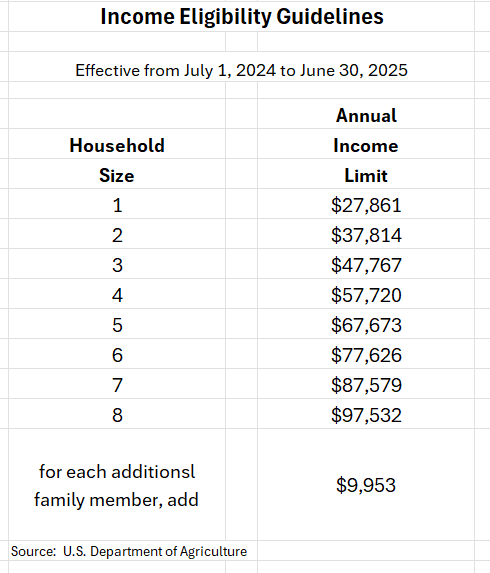 Income Eligibility Guidelines
Effective from July 1, 2024 to June 30, 2025
Annual
Household Income
Size Limit
1 $27,861
2 $37,814
3 $47,767
4 $57,720
5 $67,673
6 $77,626
7 $87,579
8 $97,532
for each additionsl
family member, add
$9,953
Source: U.S. Department of Agriculture